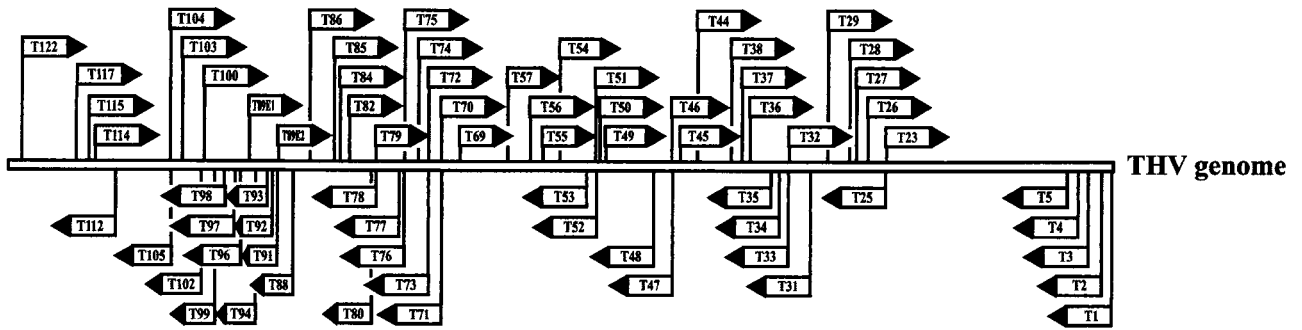 T104 T86 T75 T44 T29
T122 T103 T85 T74 T54 T38 T28
T117 T100 T84 T72 T57 T51 T37 T27
T115 T89E1 T82 T70 T56 T50 T46 T36 T26
T114 T89E2 T79 T69 T55 T49 T45 T32 T23
THV genome
T98 T93 T78 T53 T35 T25 T5
T112 T97 T92 T77 T52 T34 T4
T105 T96 T91 T76 T48 T33 T3
T102 T88 T73 T47 T31 T2
T99 T94 T80 T71 T1